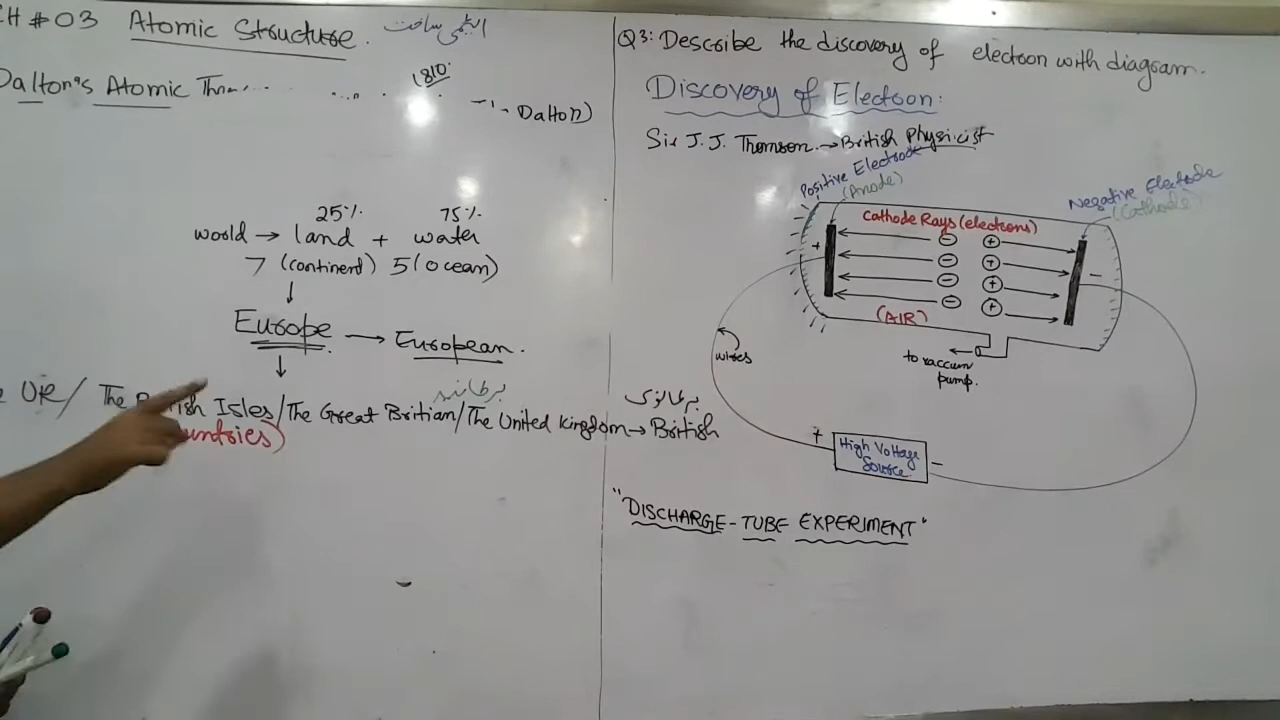 CH # 03 Atomic Structure. ایٹمی ساخت
Dalton's Atomic
1810
Dalton)
25% 75%
world → land + water
7 (continent) 5 (ocean)
Europe → European.
برطانیہ
UK / The British Isles/The Great Britian/The United Kingdom → British
برطانوی
untries)
Q3: Describe the discovery of electron with diagram.
Discovery of Electron:
Sir J.J. Thomson. → British physicist
Positive Electrode
(Anode)
Negative Electrode
(Cathode)
Cathode Rays (electrons)
+ - + -
- +
- +
- +
(AIR)
to vaccum
pump.
wires
+ High Voltage -
Source.
"DISCHARGE-TUBE EXPERIMENT"